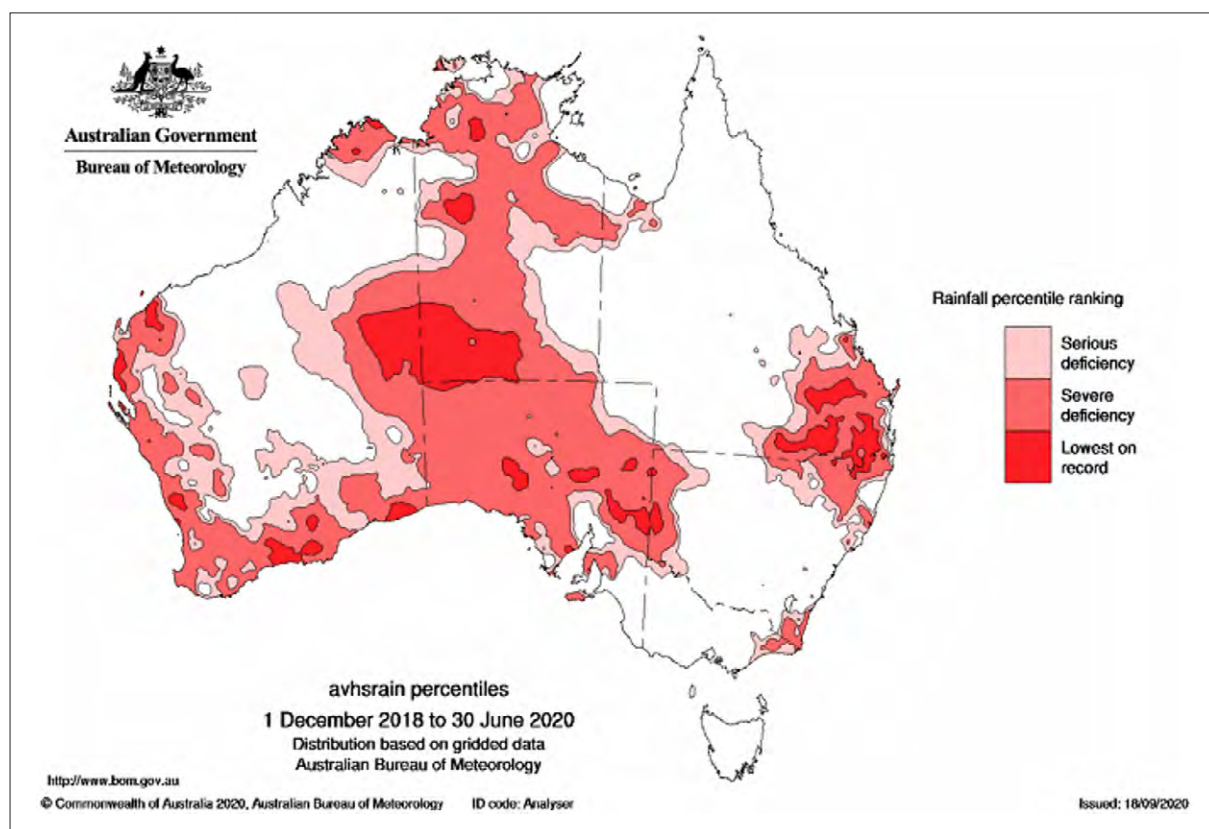 Australian Government
Bureau of Meteorology
Rainfall percentile ranking
Serious
deficiency
Severe
deficiency
Lowest on
record
avhsrain percentiles
1 December 2018 to 30 June 2020
Distribution based on gridded data
Australian Bureau of Meteorology
http://www.bom.gov.au
© Commonwealth of Australia 2020, Australian Bureau of Meteorology ID code: Analyser Issued: 18/09/2020